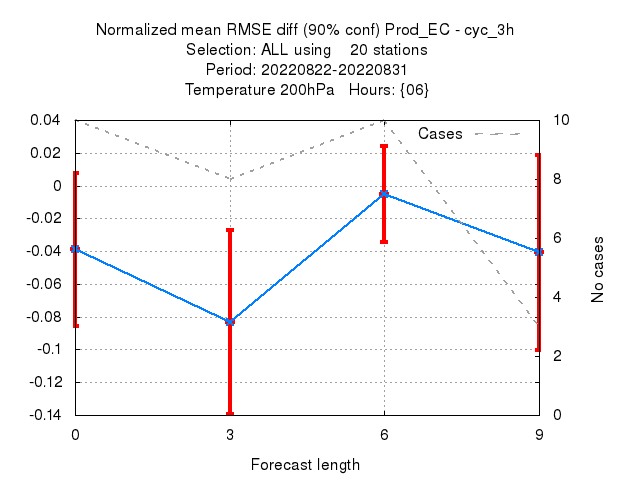 Normalized mean RMSE diff (90% conf) Prod_EC - cyc_3h
Selection: ALL using    20 stations
Period: 20220822-20220831
Temperature 200hPa   Hours: {06}
Cases
0.04
0.02
0
-0.02
-0.04
-0.06
-0.08
-0.1
-0.12
-0.14
10
8
6
4
2
0
No cases
0 3 6 9
Forecast length